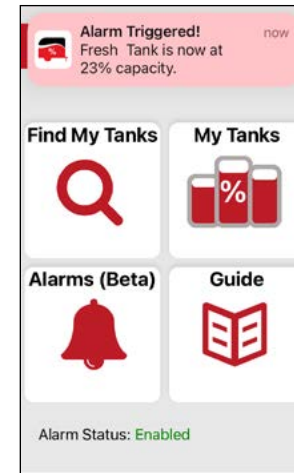 Alarm Triggered!
now
Fresh  Tank is now at
23% capacity.
Find My Tanks
My Tanks
%
Alarms (Beta)
Guide
Alarm Status: Enabled